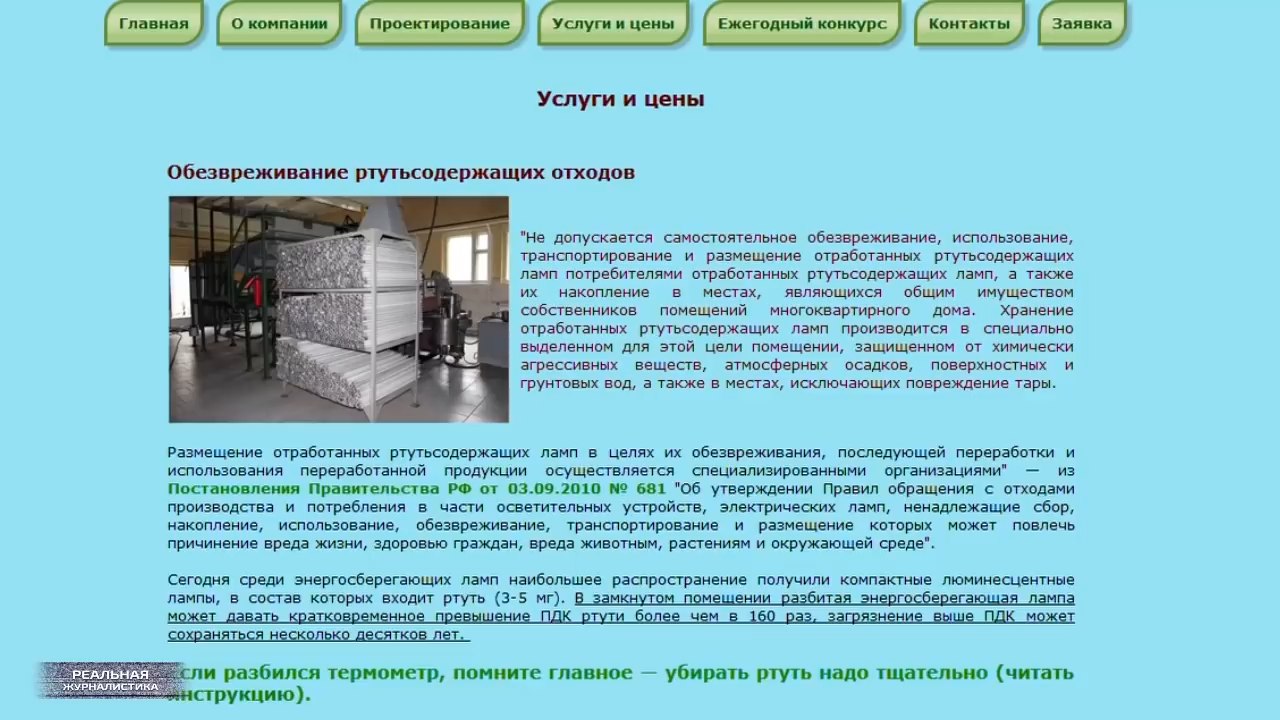 Главная О компании Проектирование Услуги и цены Ежегодный конкурс Контакты Заявка
Услуги и цены
Обезвреживание ртутьсодержащих отходов
"Не допускается самостоятельное обезвреживание, использование,
транспортирование и размещение отработанных ртутьсодержащих
ламп потребителями отработанных ртутьсодержащих ламп, а также
их накопление в местах, являющихся общим имуществом
собственников помещений многоквартирного дома. Хранение
отработанных ртутьсодержащих ламп производится в специально
выделенном для этой цели помещении, защищенном от химически
агрессивных веществ, атмосферных осадков, поверхностных и
грунтовых вод, а также в местах, исключающих повреждение тары.
Размещение отработанных ртутьсодержащих ламп в целях их обезвреживания, последующей переработки и
использования переработанной продукции осуществляется специализированными организациями" — из
Постановления Правительства РФ от 03.09.2010 № 681 "Об утверждении Правил обращения с отходами
производства и потребления в части осветительных устройств, электрических ламп, ненадлежащие сбор,
накопление, использование, обезвреживание, транспортирование и размещение которых может повлечь
причинение вреда жизни, здоровью граждан, вреда животным, растениям и окружающей среде".
Сегодня среди энергосберегающих ламп наибольшее распространение получили компактные люминесцентные
лампы, в состав которых входит ртуть (3-5 мг). В замкнутом помещении разбитая энергосберегающая лампа
может давать кратковременное превышение ПДК ртути более чем в 160 раз, загрязнение выше ПДК может
сохраняться несколько десятков лет.
сли разбился термометр, помните главное — убирать ртуть надо тщательно (читать
инструкцию).
РЕАЛЬНАЯ
ЖУРНАЛИСТИКА